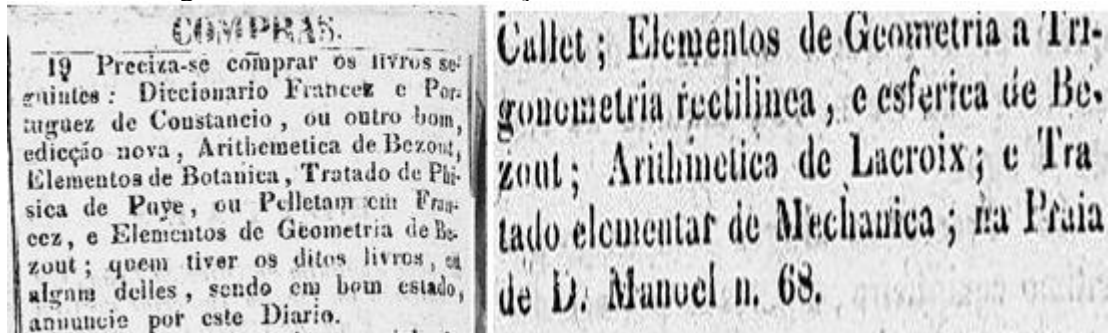 COMPRAS.
19 Preciza-se comprar os livros se-
guintes: Diccionario Francez e Por-
tuguez de Constancio, ou outro bom,
edicção nova, Arithemetica de Bezout,
Elementos de Botanica, Tratado de Phi-
sica de Puye, ou Pelletam em Fran-
cez, e Elementos de Geometria de Be-
zout; quem tiver os ditos livros, ou
algum delles, sendo em bom estado,
annuncie por este Diario.
Callet; Elementos de Geometria a Tri-
gonometria rectilinea, e esferica de Be-
zout; Arithmetica de Lacroix; e Tra
tado elementar de Mechanica; na Praia
de D. Manoel n. 68.